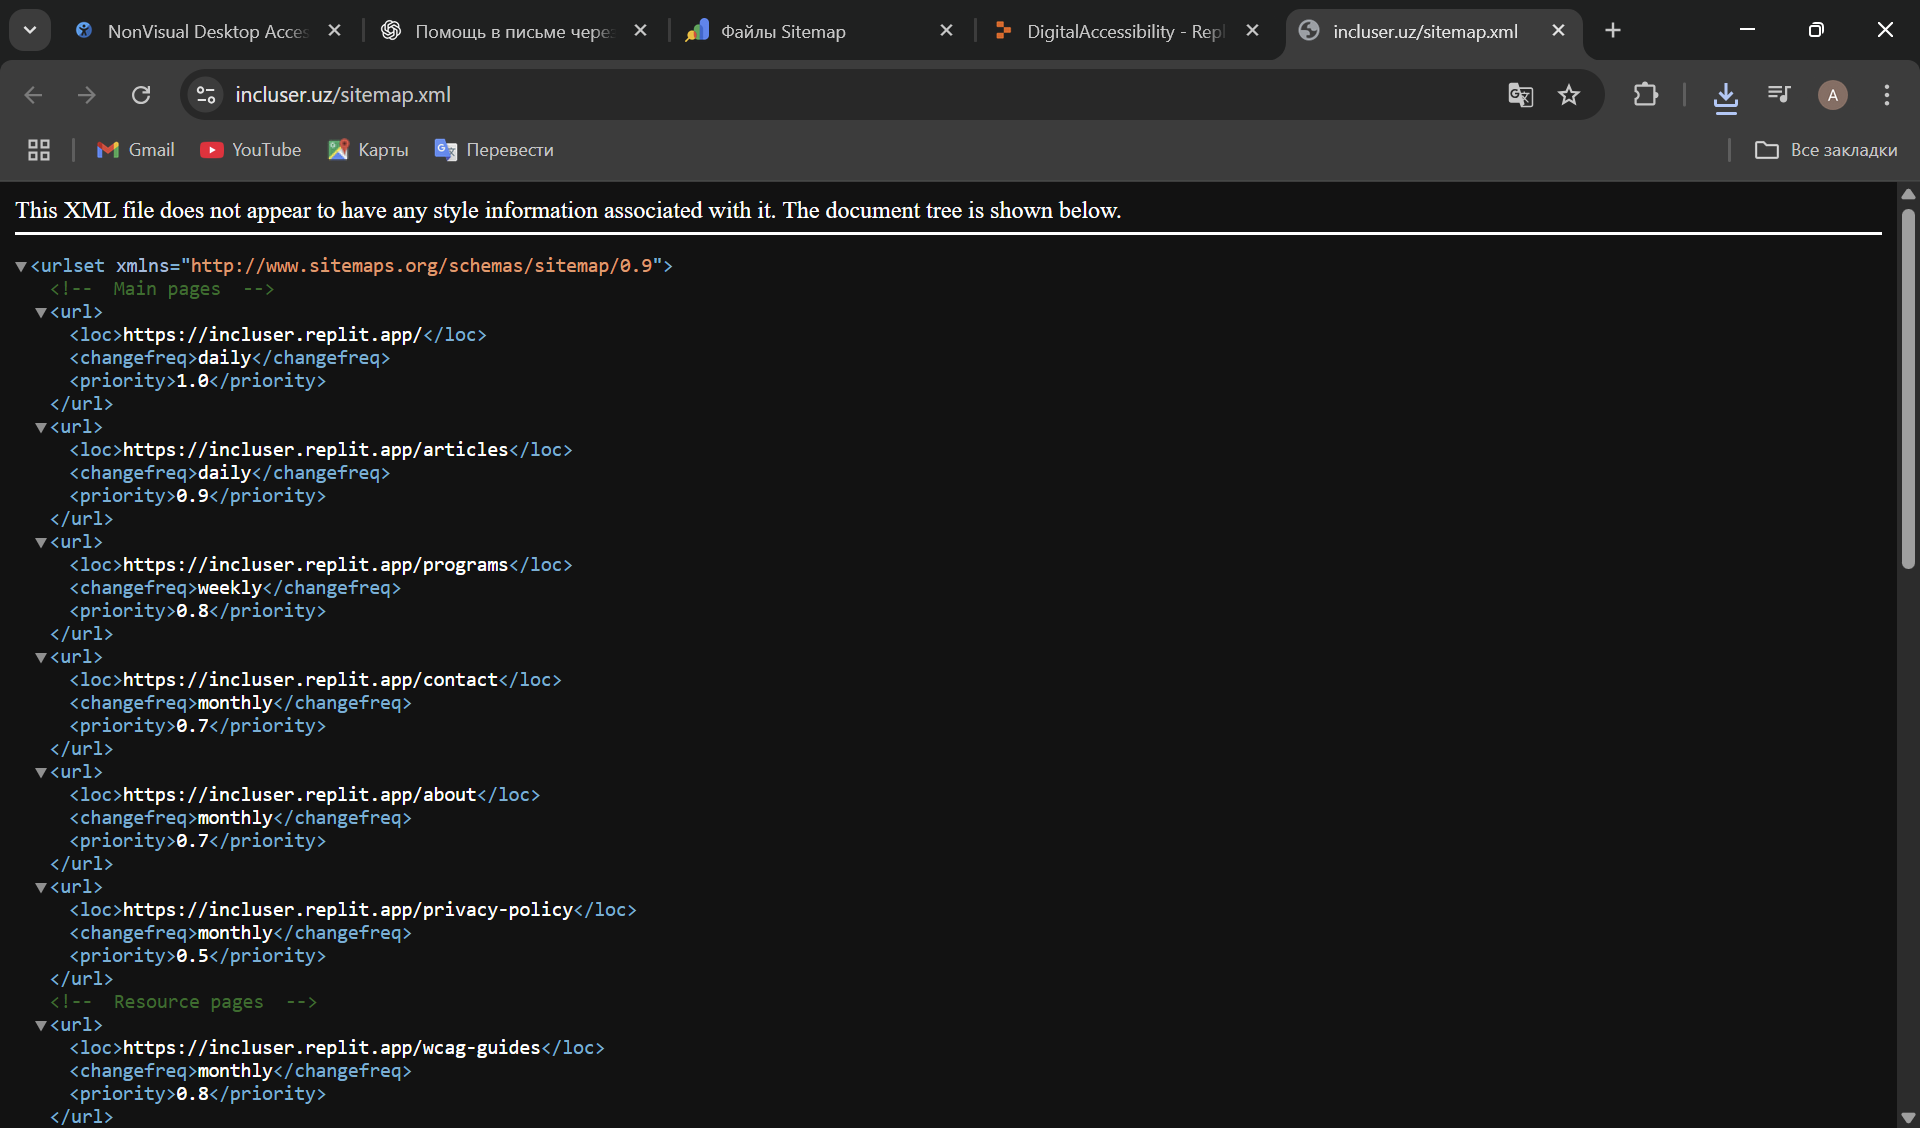 NonVisual Desktop Acces
Помощь в письме чере
Файлы Sitemap
DigitalAccessibility - Repl
incluser.uz/sitemap.xml
incluser.uz/sitemap.xml
A
Gmail
YouTube
Карты
Перевести
Все закладки
This XML file does not appear to have any style information associated with it. The document tree is shown below.
▼<urlset xmlns="http://www.sitemaps.org/schemas/sitemap/0.9">
<!-- Main pages -->
▼<url>
<loc>https://incluser.replit.app/</loc>
<changefreq>daily</changefreq>
<priority>1.0</priority>
</url>
▼<url>
<loc>https://incluser.replit.app/articles</loc>
<changefreq>daily</changefreq>
<priority>0.9</priority>
</url>
▼<url>
<loc>https://incluser.replit.app/programs</loc>
<changefreq>weekly</changefreq>
<priority>0.8</priority>
</url>
▼<url>
<loc>https://incluser.replit.app/contact</loc>
<changefreq>monthly</changefreq>
<priority>0.7</priority>
</url>
▼<url>
<loc>https://incluser.replit.app/about</loc>
<changefreq>monthly</changefreq>
<priority>0.7</priority>
</url>
▼<url>
<loc>https://incluser.replit.app/privacy-policy</loc>
<changefreq>monthly</changefreq>
<priority>0.5</priority>
</url>
<!-- Resource pages -->
▼<url>
<loc>https://incluser.replit.app/wcag-guides</loc>
<changefreq>monthly</changefreq>
<priority>0.8</priority>
</url>